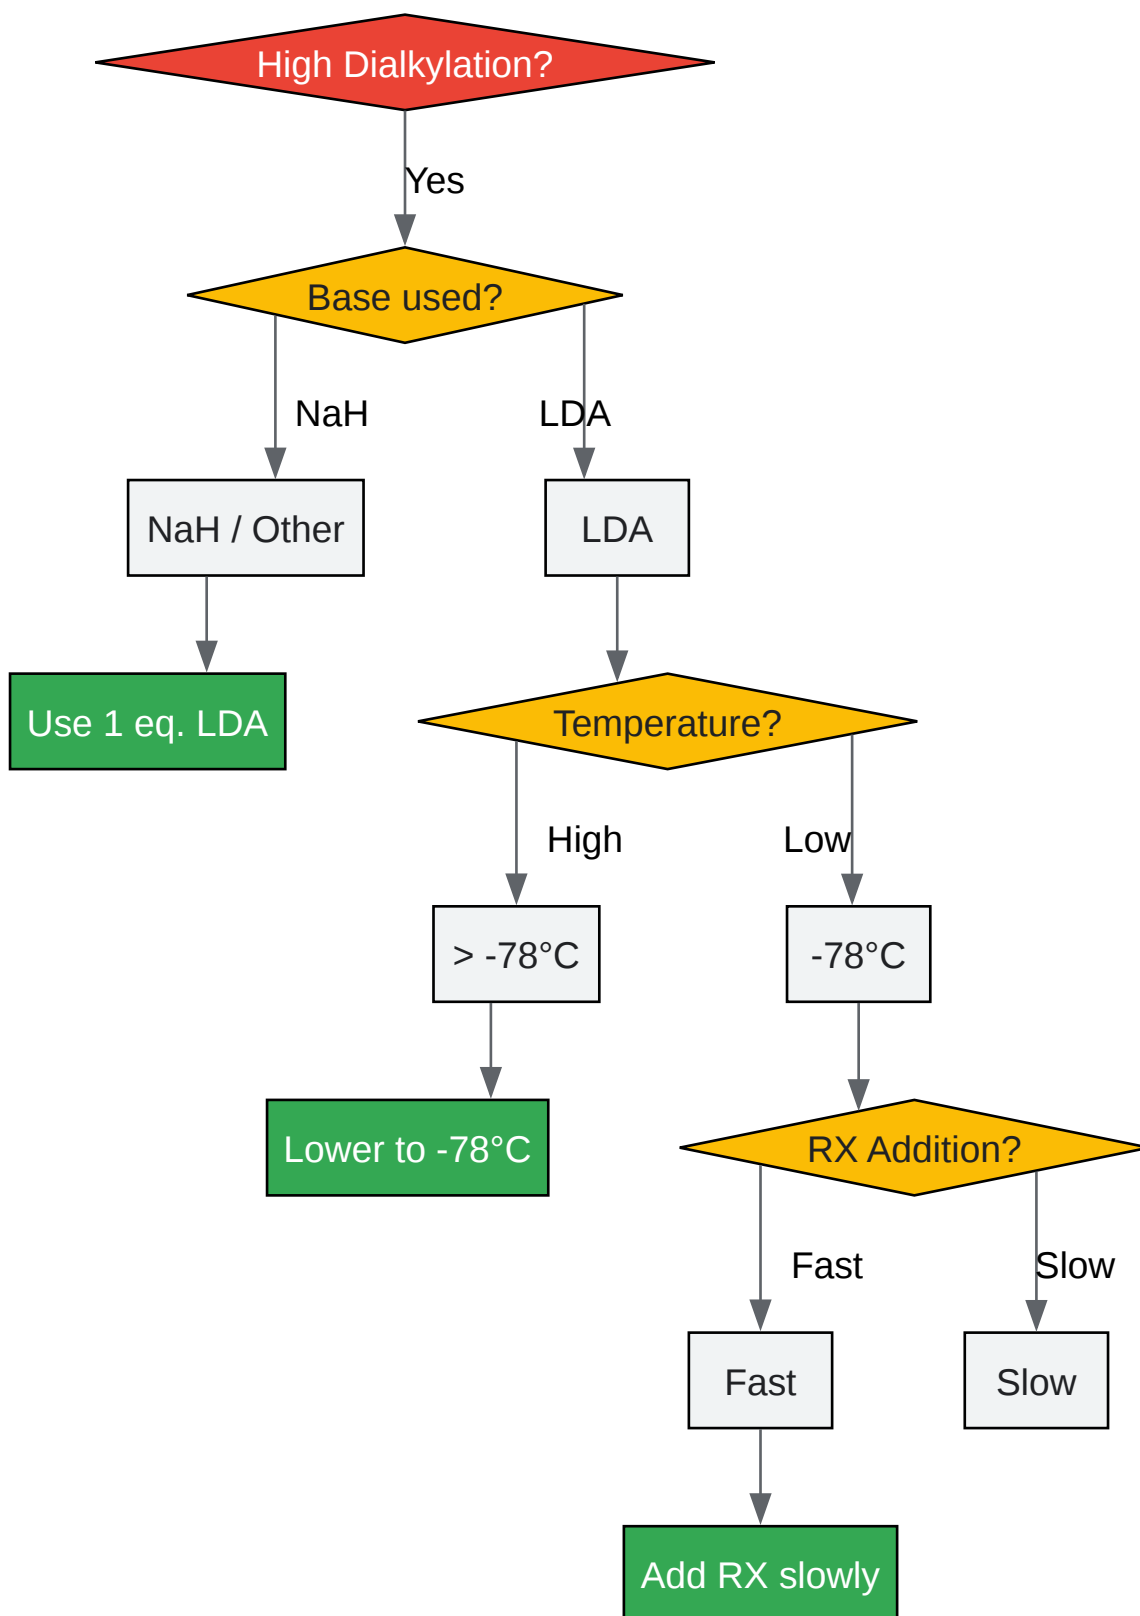 High Dialkylation?
Yes
Base used?
NaH
LDA
NaH / Other
LDA
Use 1 eq. LDA
Temperature?
High
Low
> -78°C
-78°C
Lower to -78°C
RX Addition?
Fast
Slow
Fast
Slow
Add RX slowly